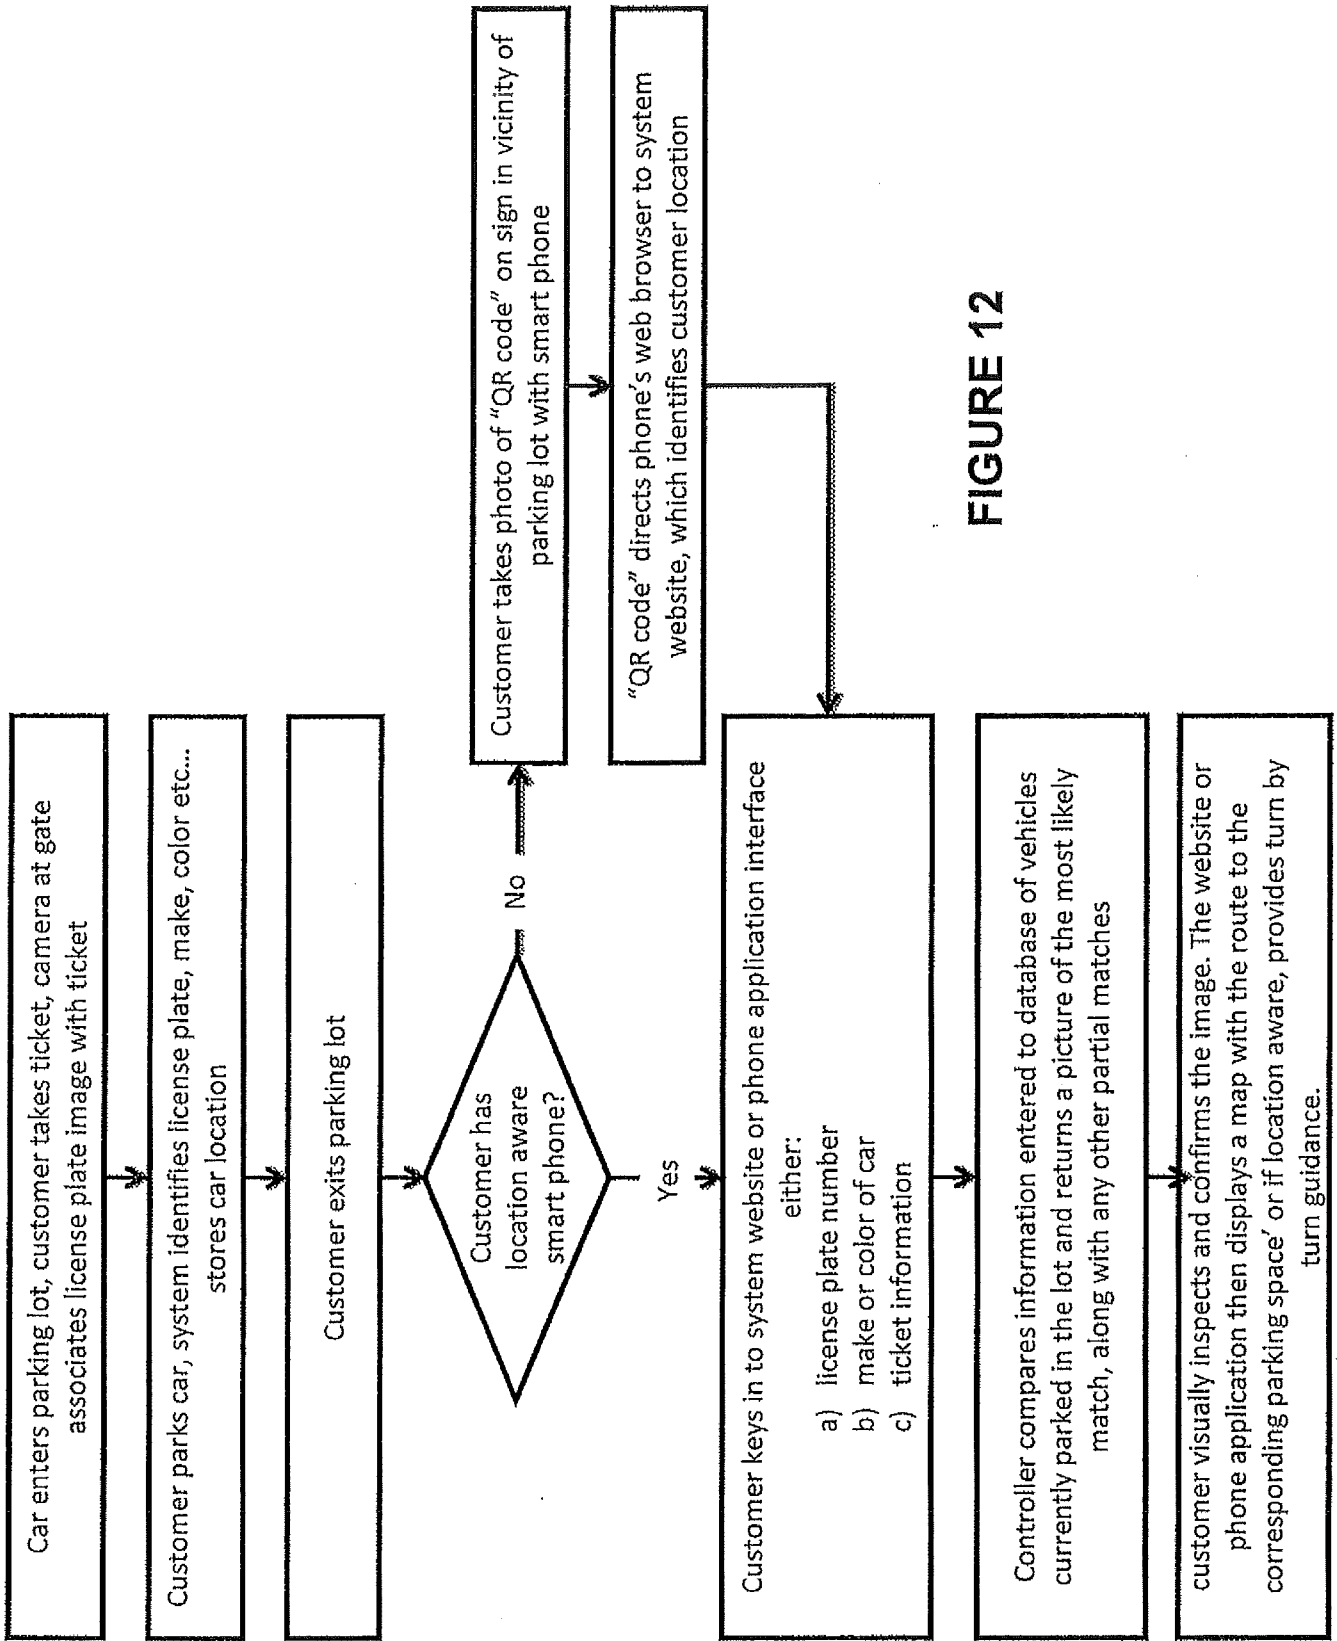 Car enters parking lot, customer takes ticket, camera at gate
associates license plate image with ticket
Customer parks car, system identifies license plate, make, color etc...
stores car location
Customer exits parking lot
Customer has
location aware
smart phone?
No
Customer takes photo of "QR code" on sign in vicinity of
parking lot with smart phone
"QR code" directs phone's web browser to system
website, which identifies customer location
Yes
Customer keys in to system website or phone application interface
either:
a) license plate number
b) make or color of car
c) ticket information
Controller compares information entered to database of vehicles
currently parked in the lot and returns a picture of the most likely
match, along with any other partial matches
customer visually inspects and confirms the image. The website or
phone application then displays a map with the route to the
corresponding parking space' or if location aware, provides turn by
turn guidance.
FIGURE 12